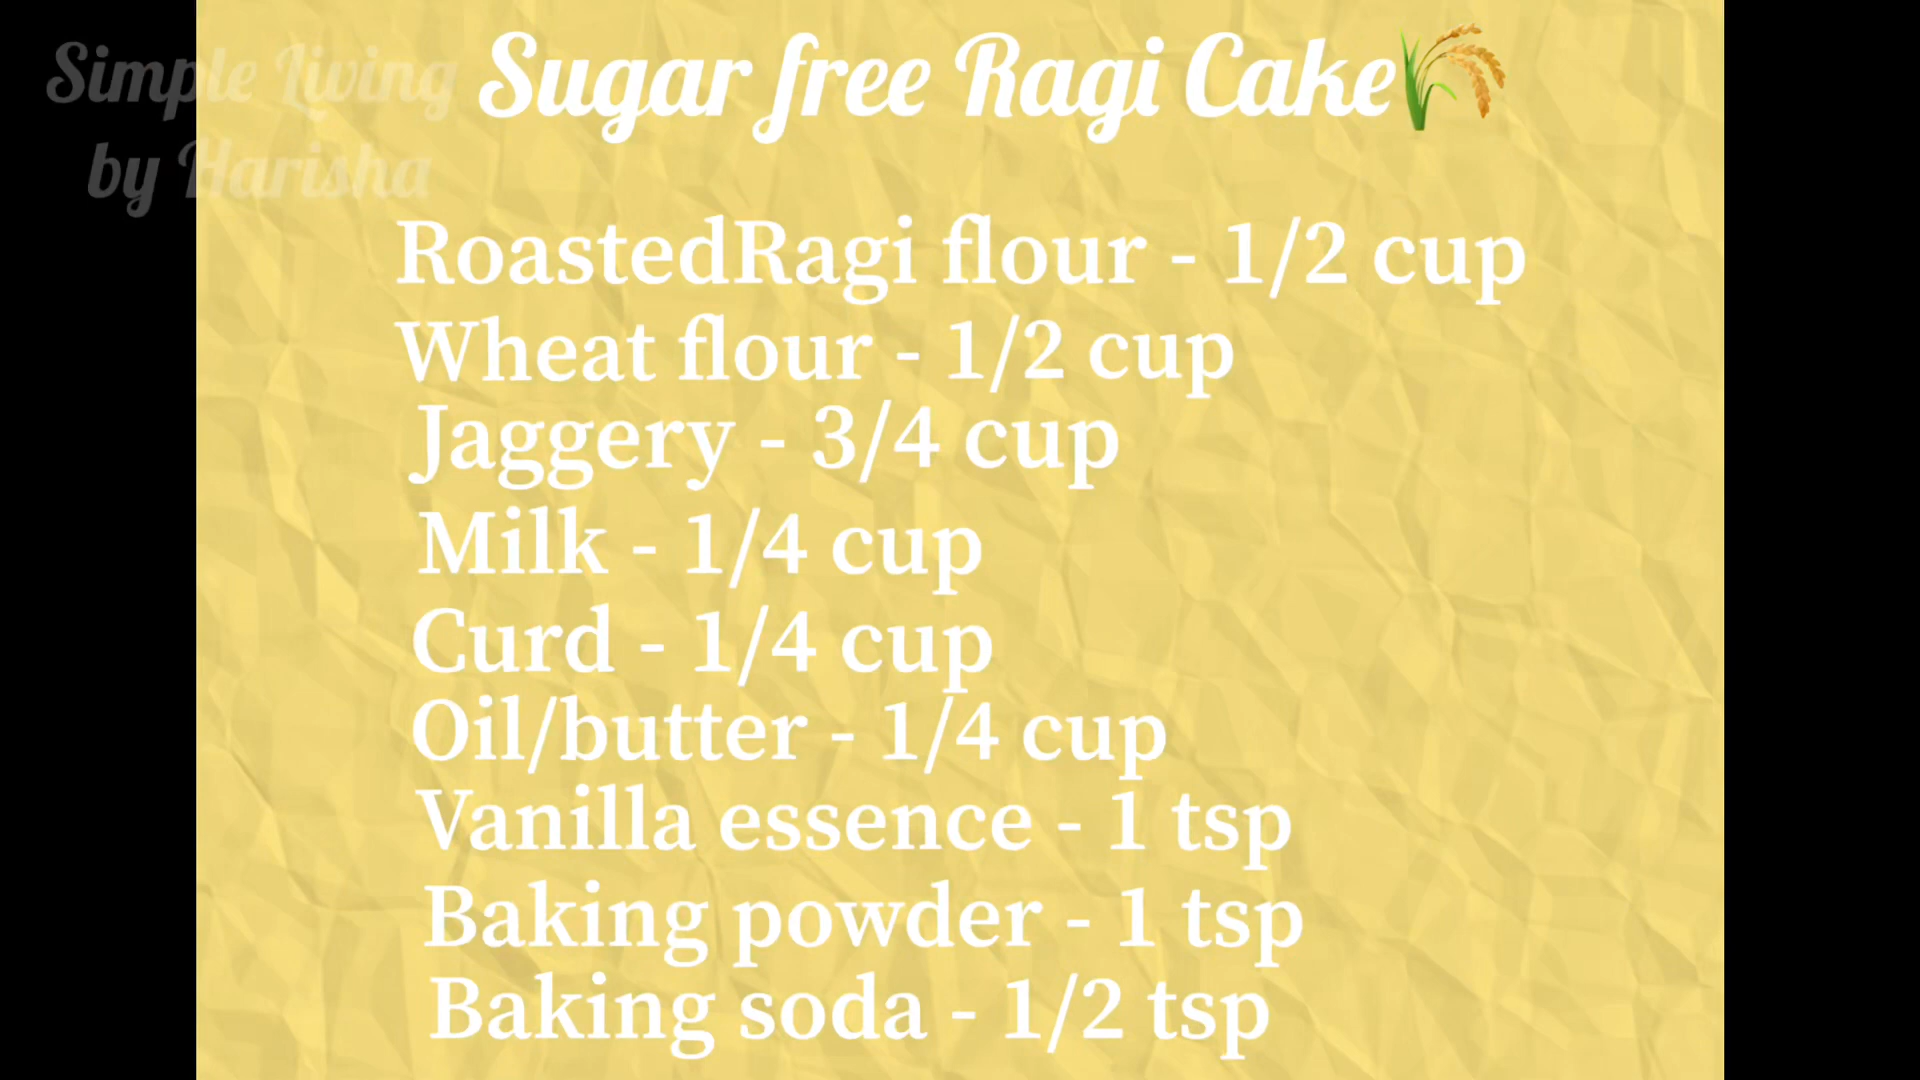 Simple Living
by Harisha
Sugar free Ragi Cake
RoastedRagi flour - 1/2 cup
Wheat flour - 1/2 cup
Jaggery - 3/4 cup
Milk - 1/4 cup
Curd - 1/4 cup
Oil/butter - 1/4 cup
Vanilla essence - 1 tsp
Baking powder - 1 tsp
Baking soda - 1/2 tsp